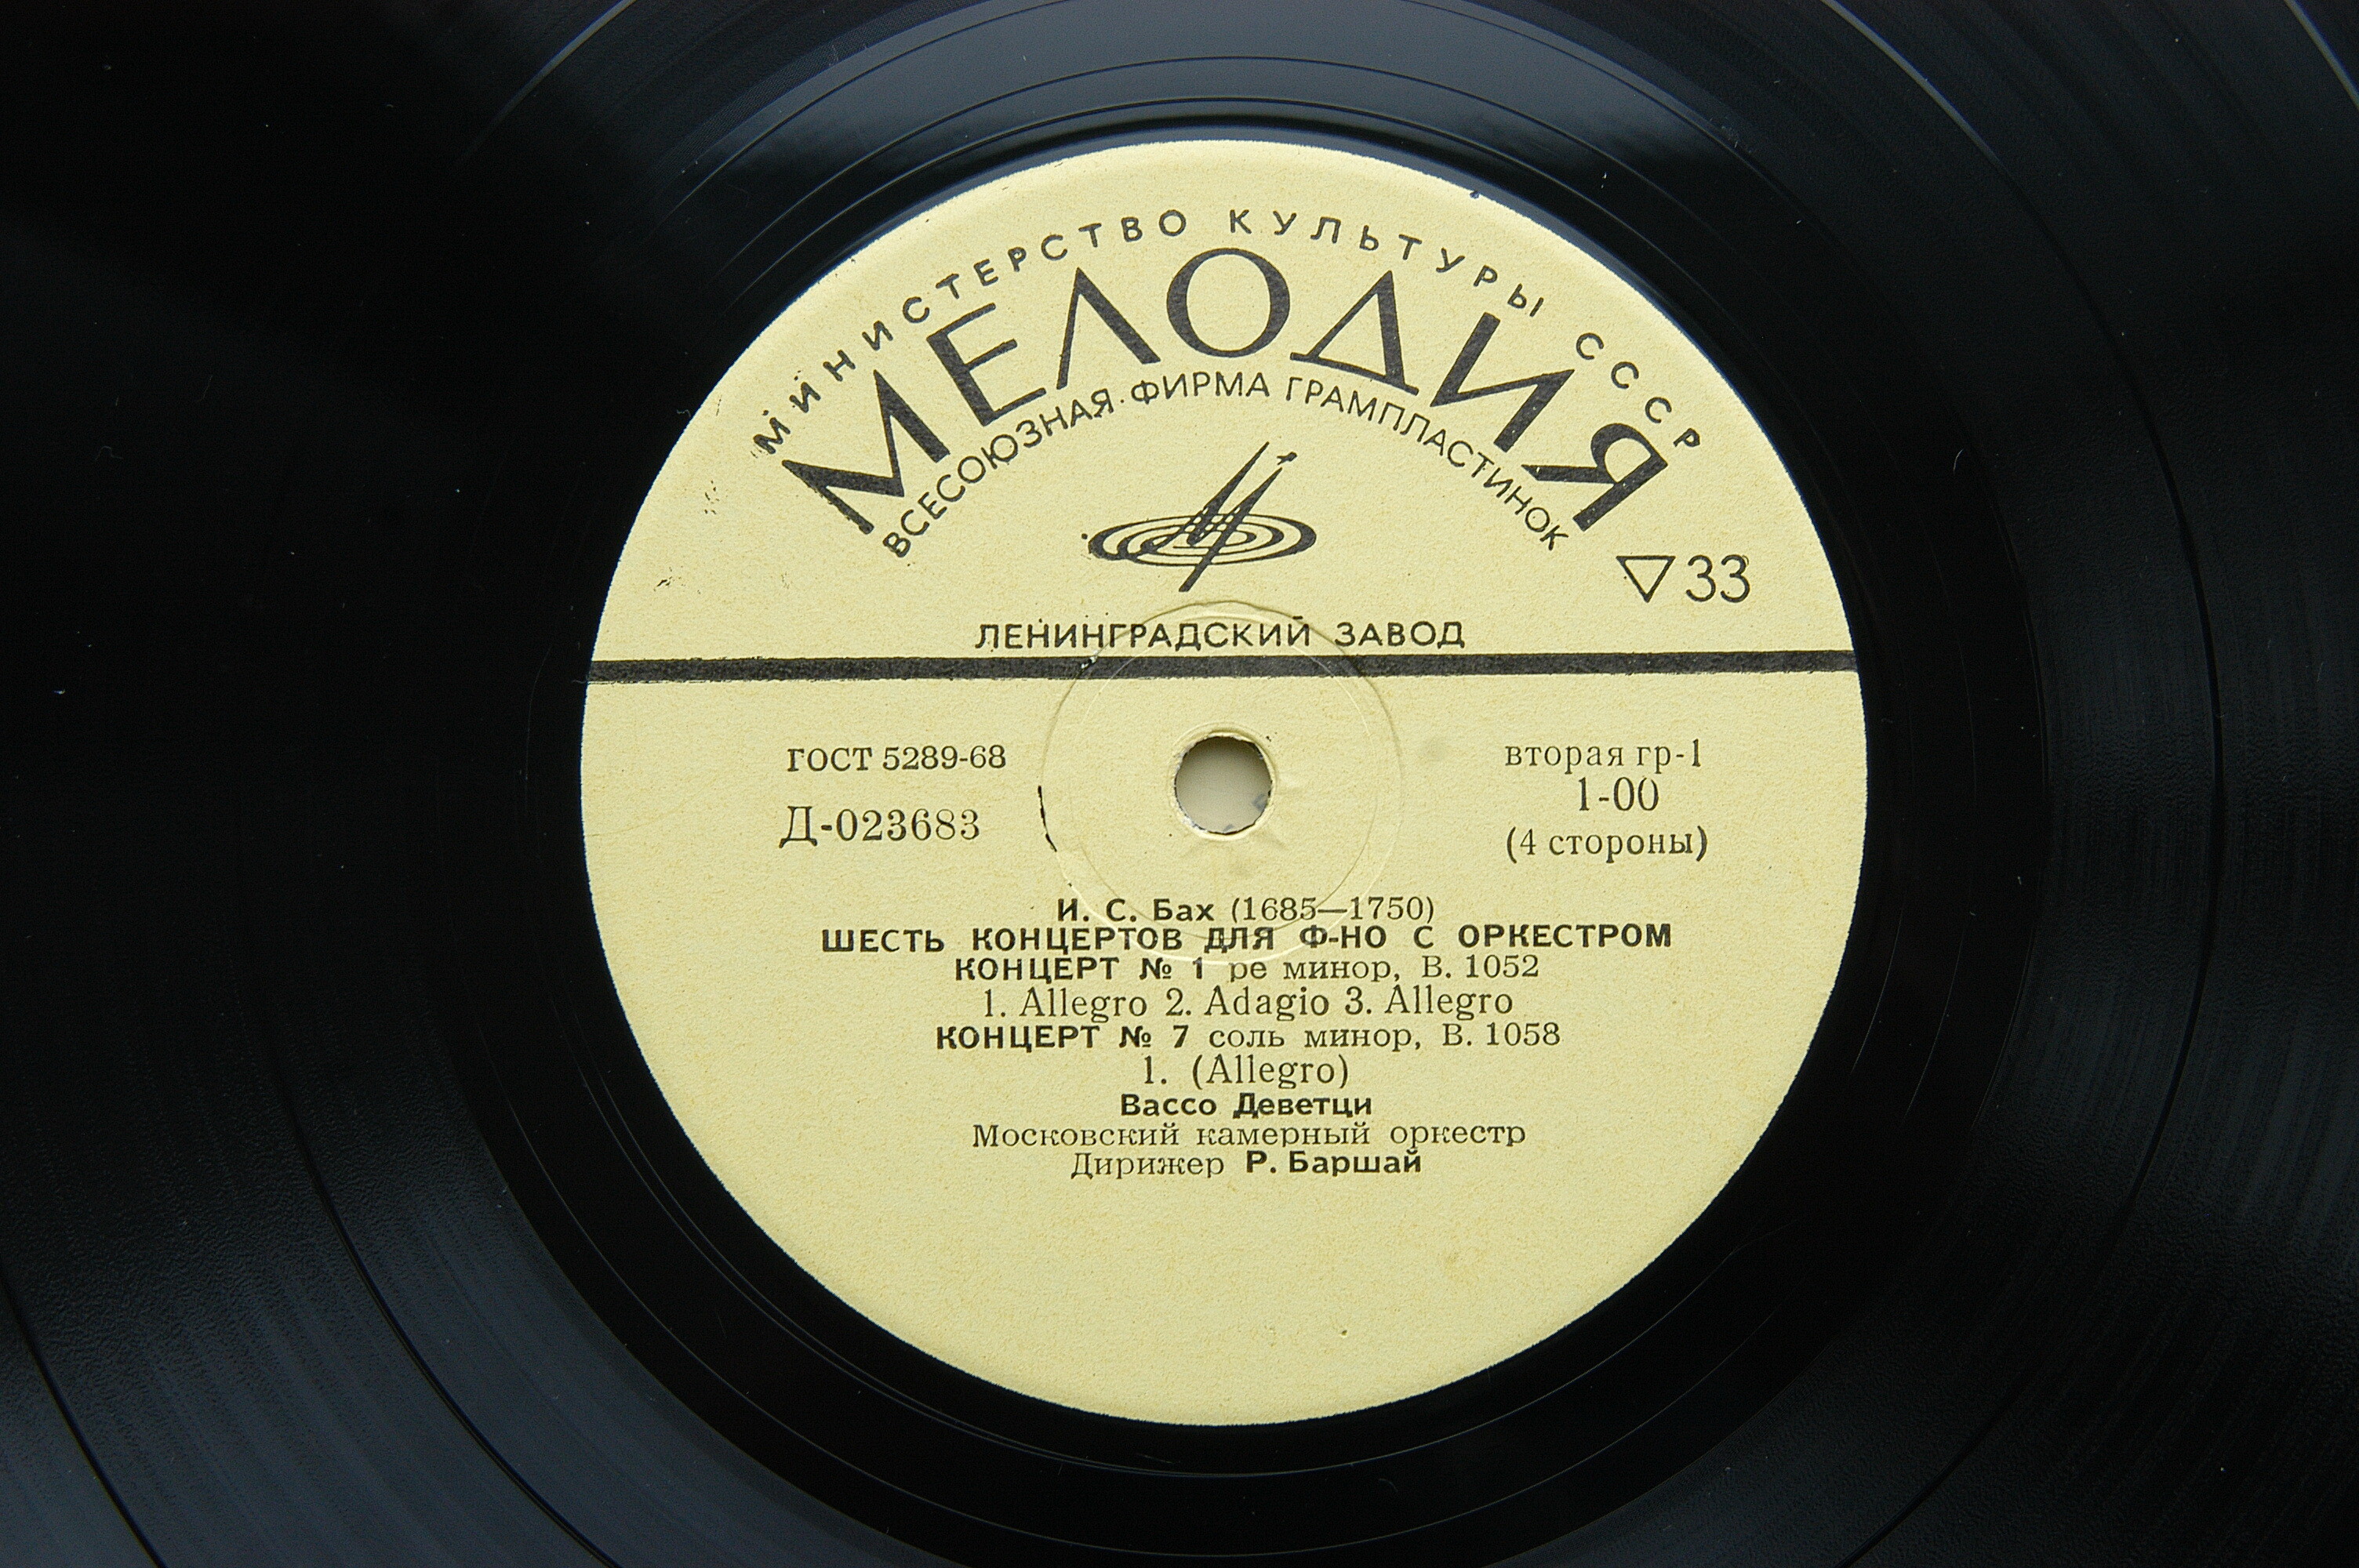 МИНИСТЕРСТВО КУЛЬТУРЫ СССР
МЕЛОДИЯ
ВСЕСОЮЗНАЯ ФИРМА ГРАМПЛАСТИНОК
33
ЛЕНИНГРАДСКИЙ ЗАВОД
ГОСТ 5289-68
Д-023683
вторая гр-1
1-00
(4 стороны)
И. С. Бах (1685—1750)
ШЕСТЬ КОНЦЕРТОВ ДЛЯ Ф-НО С ОРКЕСТРОМ
КОНЦЕРТ № 1 ре минор, В. 1052
1. Allegro 2. Adagio 3. Allegro
КОНЦЕРТ № 7 соль минор, В. 1058
1. (Allegro)
Вассо Деветци
Московский камерный оркестр
Дирижер Р. Баршай